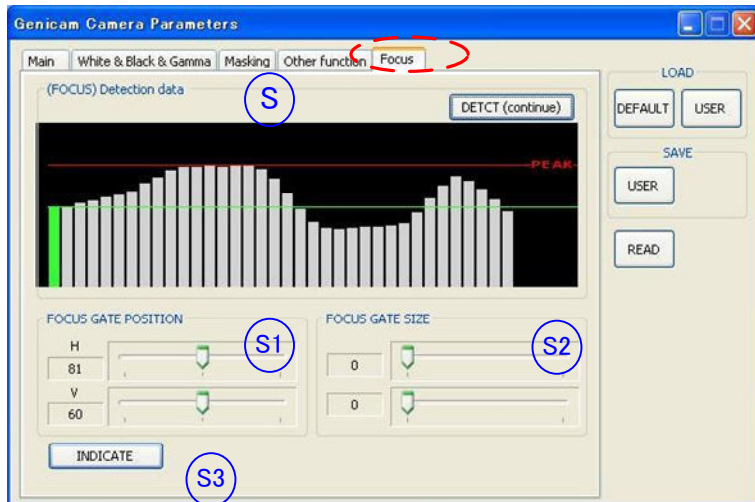 Genicam Camera Parameters
Main White & Black & Gamma Masking Other function Focus
(FOCUS) Detection data
S
DETCT (continue)
PEAK
LOAD
DEFAULT USER
SAVE
USER
READ
FOCUS GATE POSITION
H
81
V
60
S1
FOCUS GATE SIZE
0
0
S2
INDICATE
S3